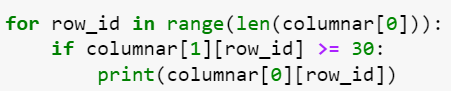 for row_id in range(len(columnar[0])):
    if columnar[1][row_id] >= 30:
        print(columnar[0][row_id])